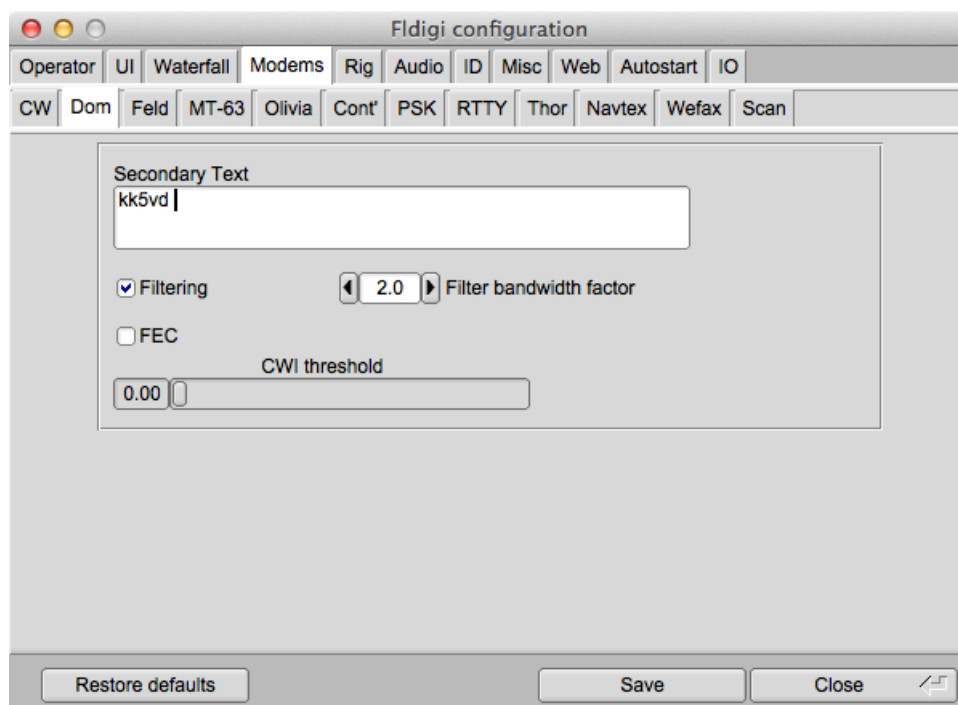 Fldigi configuration
Operator UI Waterfall Modems Rig Audio ID Misc Web Autostart IO
CW Dom Feld MT-63 Olivia Cont' PSK RTTY Thor Navtex Wefax Scan
Secondary Text
kk5vd
Filtering 2.0 Filter bandwidth factor
FEC
CWI threshold
0.00
Restore defaults Save Close